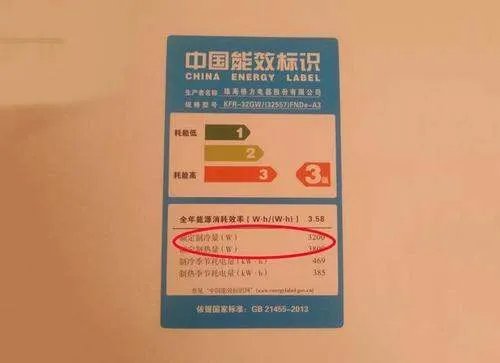 中国能效标识
CHINA ENERGY LABEL
生产者名称 珠海格力电器股份有限公司
规格型号 KFR-32GW/(32557)FNDe-A3
耗能低
1
2
耗能高 3 3级
全年能源消耗效率(W·h/(W·h)) 3.58
额定制冷量(W) 3200
额定制热量(W) 3800
制冷季节耗电量(kW·h) 469
制热季节耗电量(kW·h) 385
依据国家标准:GB 21455-2013